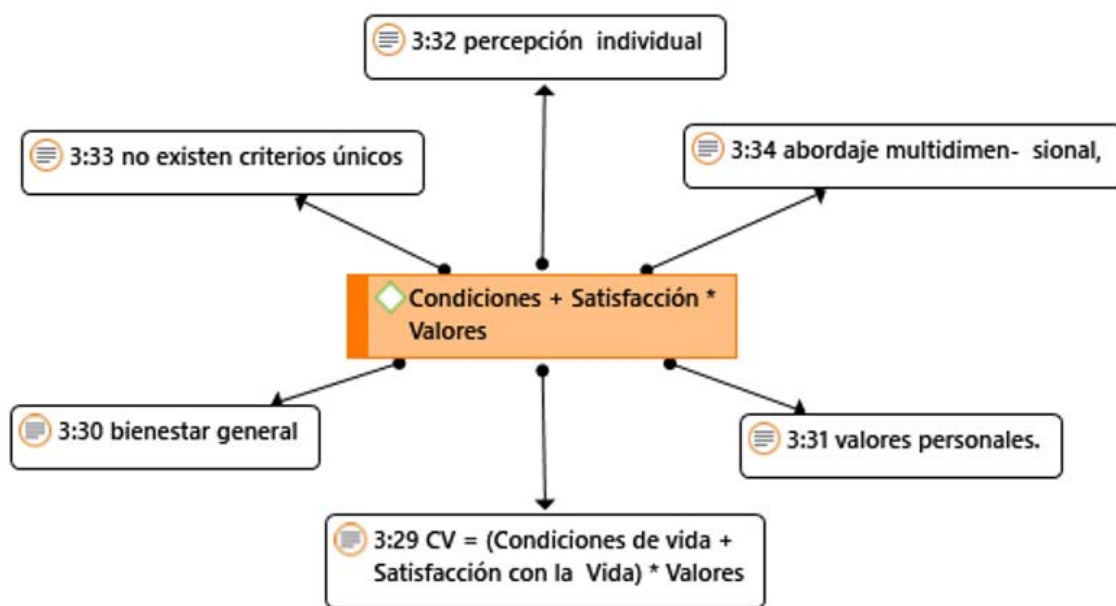 3:32 percepción individual
3:33 no existen criterios únicos
3:34 abordaje multidimen- sional,
Condiciones + Satisfacción *
Valores
3:30 bienestar general
3:31 valores personales.
3:29 CV = (Condiciones de vida +
Satisfacción con la Vida) * Valores